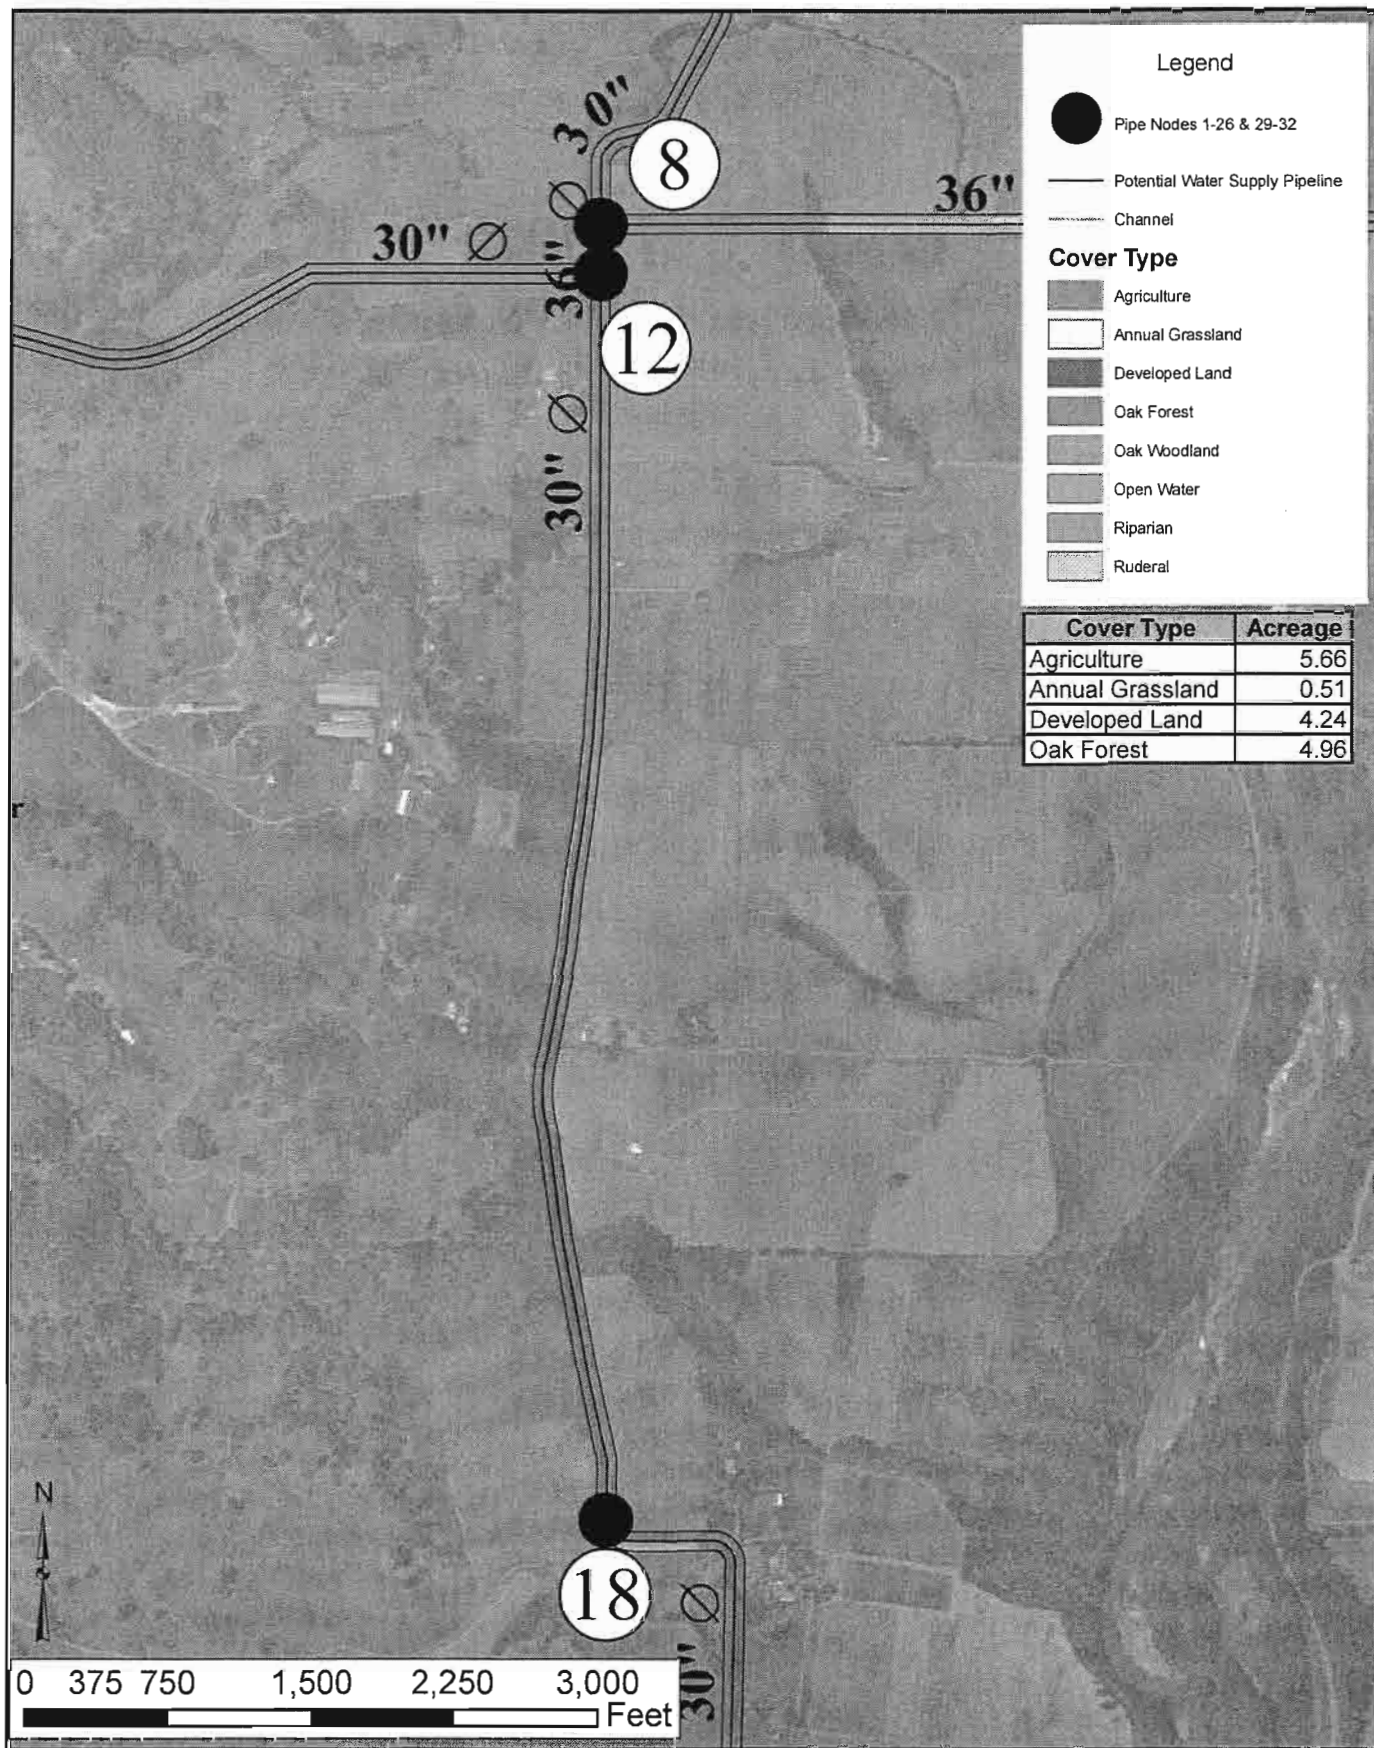 Legend
Pipe Nodes 1-26 & 29-32
Potential Water Supply Pipeline
Channel
Cover Type
Agriculture
Annual Grassland
Developed Land
Oak Forest
Oak Woodland
Open Water
Riparian
Ruderal
Cover Type Acreage
Agriculture 5.66
Annual Grassland 0.51
Developed Land 4.24
Oak Forest 4.96
3 0" Ø
8
36"
30" Ø
36"
12
30" Ø
r
18
30" Ø
N
0 375 750 1,500 2,250 3,000
Feet